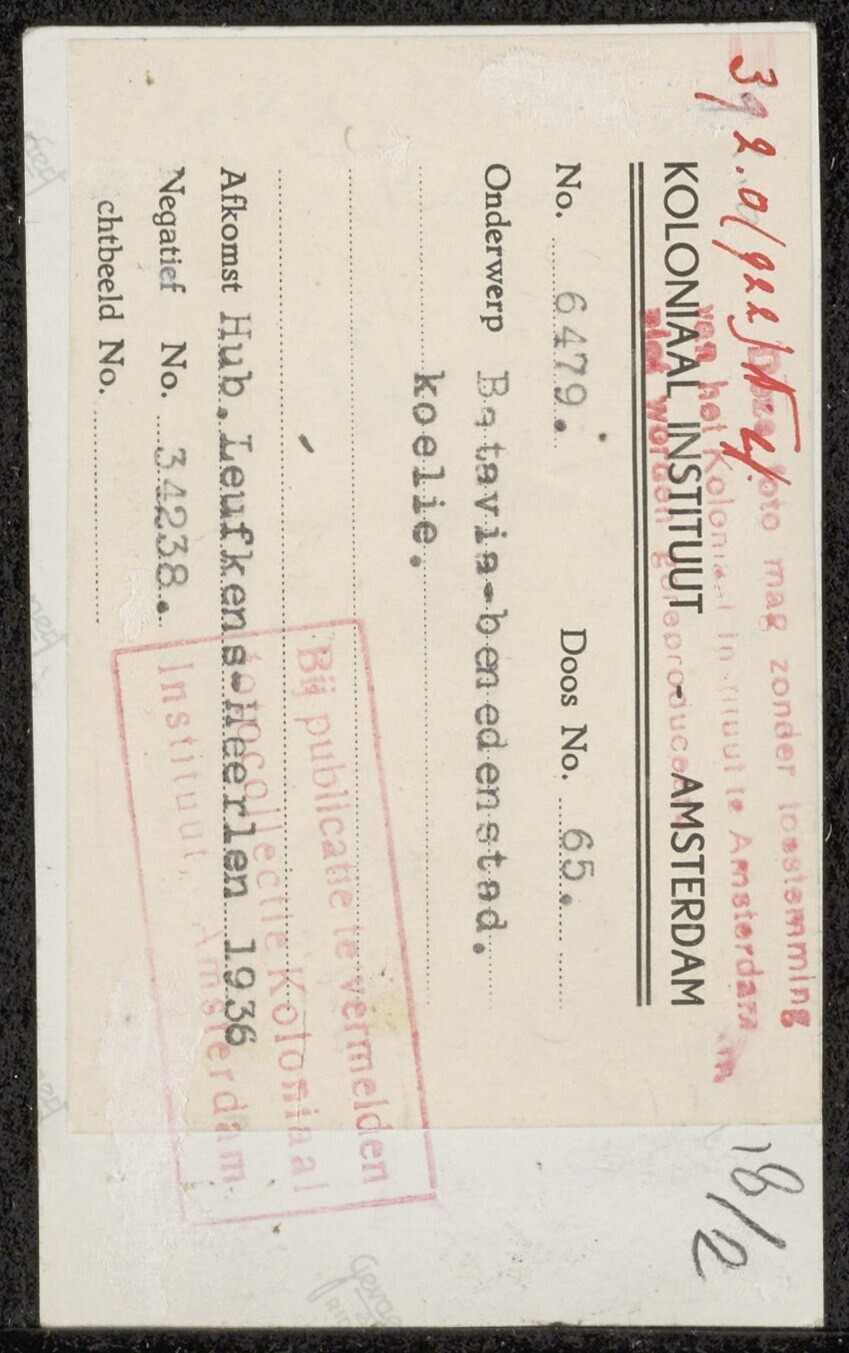 392.0(922) N 4.
Deze foto mag zonder toestemming
van het Koloniaal Instituut te Amsterdam
niet worden gereproduceerd
KOLONIAAL INSTITUUT - AMSTERDAM
No. 6479. Doos No. 65.
Onderwerp Batavia-benedenstad.
koelie.
Afkomst Hub.Leufkens-Heerlen 1936
Negatief No. 34238.
chtbeeld No.
Bij publicatie te vermelden
fotocollectie Koloniaal
Instituut, Amsterdam
18/2